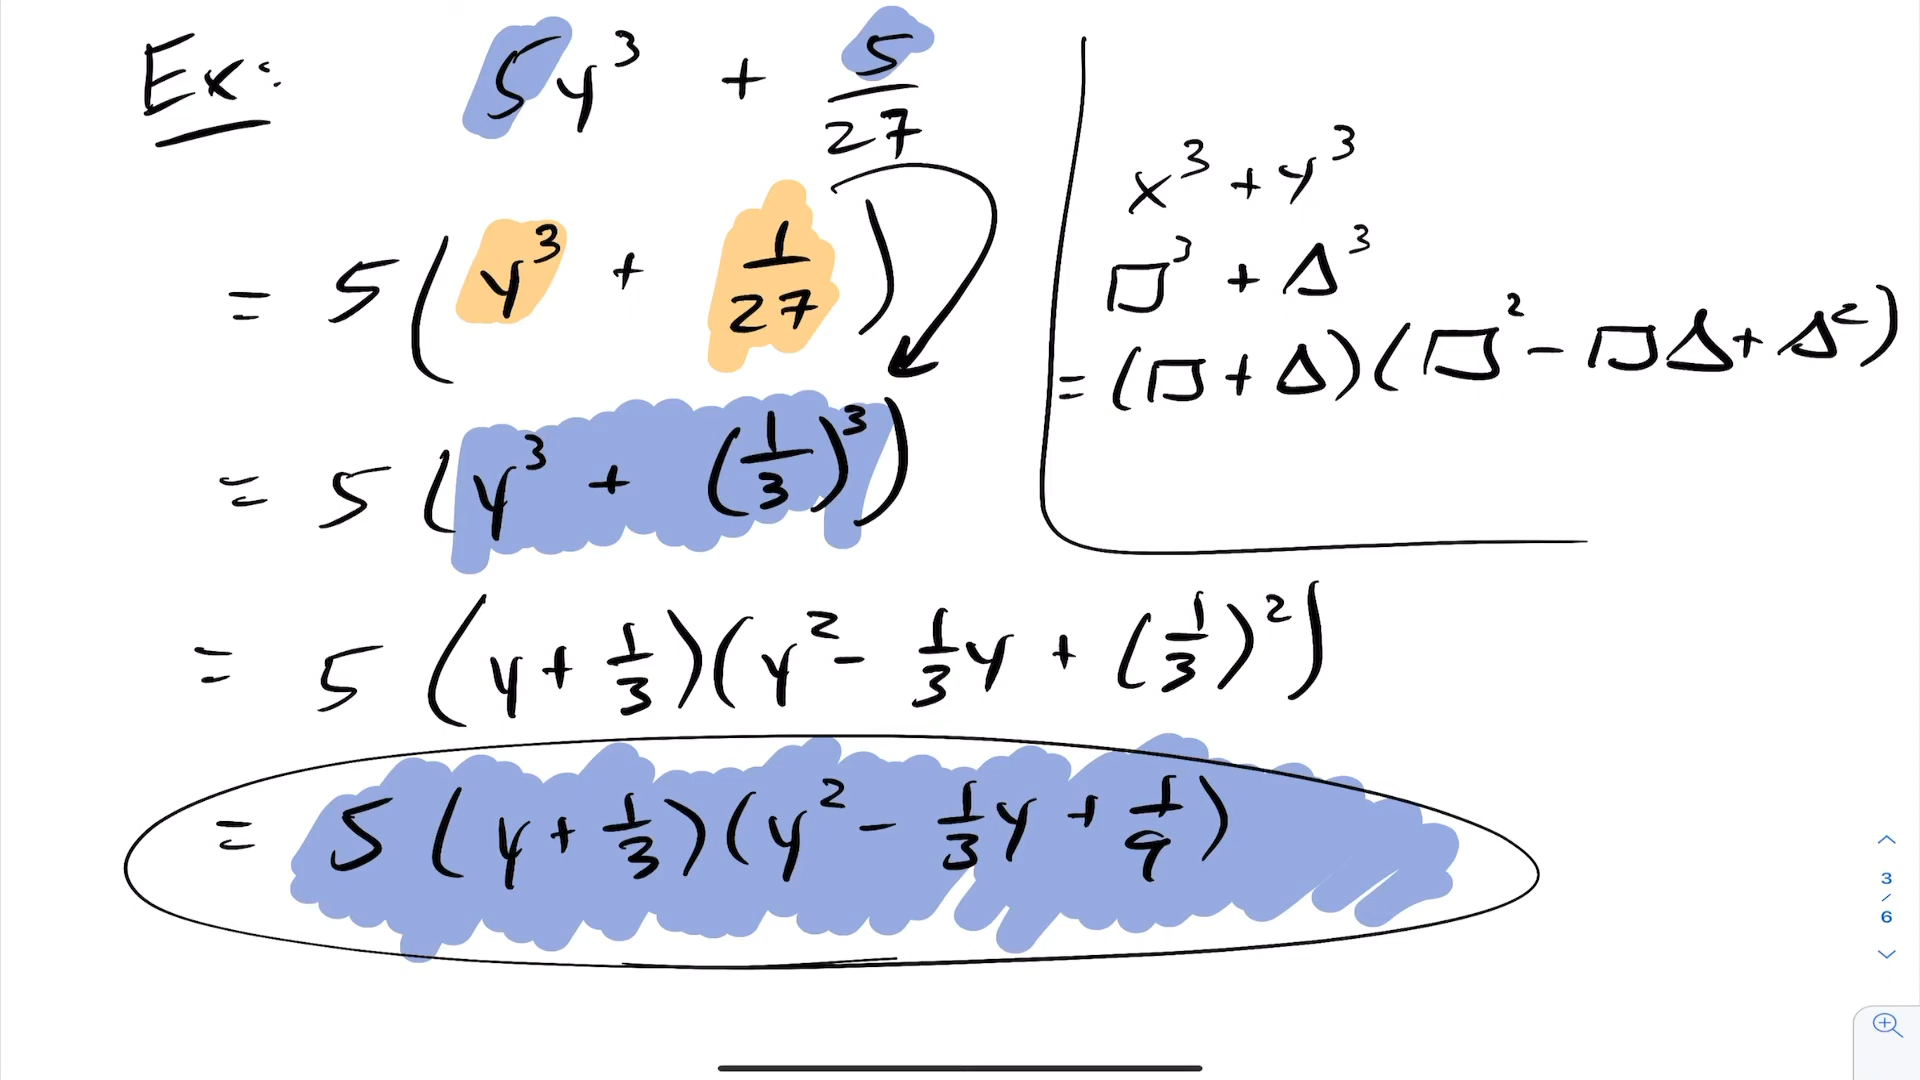 Ex: 5y³ + 5/27
= 5(y³ + 1/27)
= 5(y³ + (1/3)³)
= 5(y + 1/3)(y² - 1/3y + (1/3)²)
= 5(y + 1/3)(y² - 1/3y + 1/9)
x³ + y³
□³ + Δ³
= (□ + Δ)(□² - □Δ + Δ²)
3
/
6